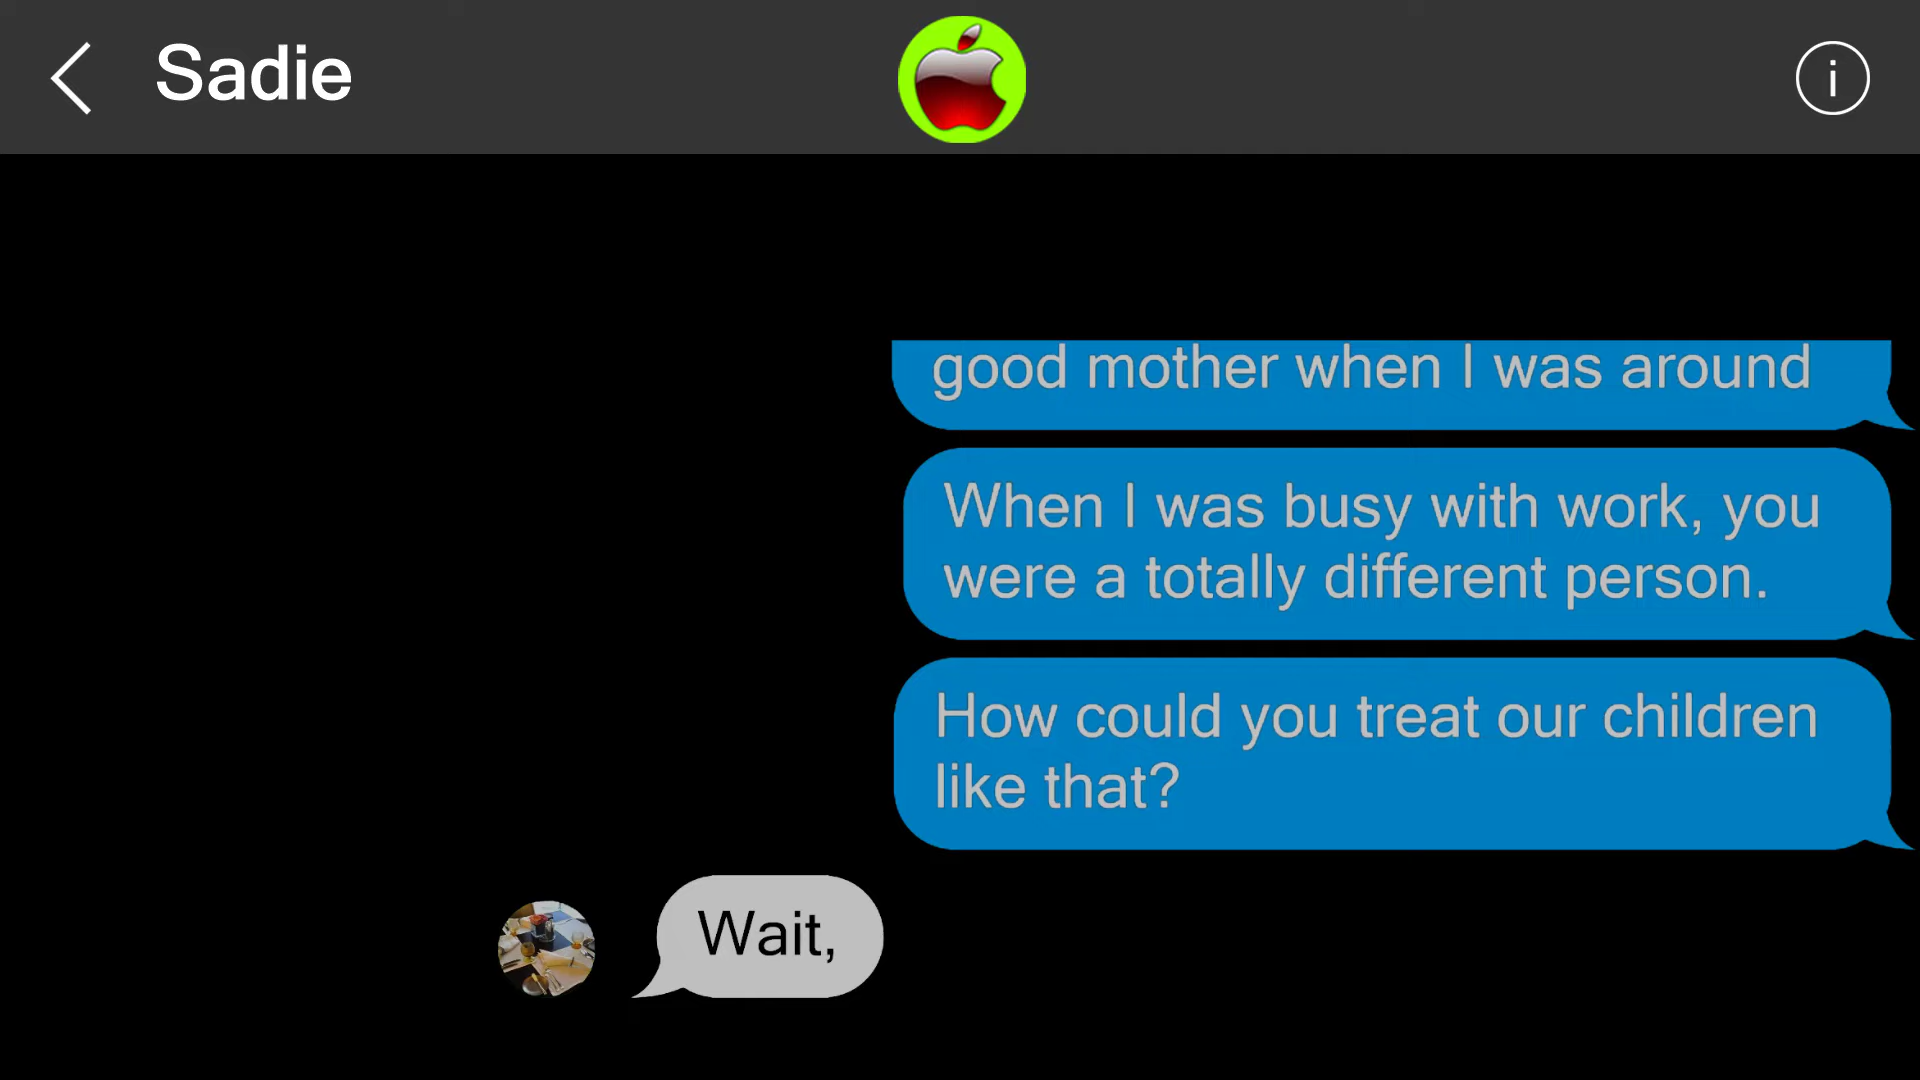 Sadie
good mother when I was around
When I was busy with work, you
were a totally different person.
How could you treat our children
like that?
Wait,